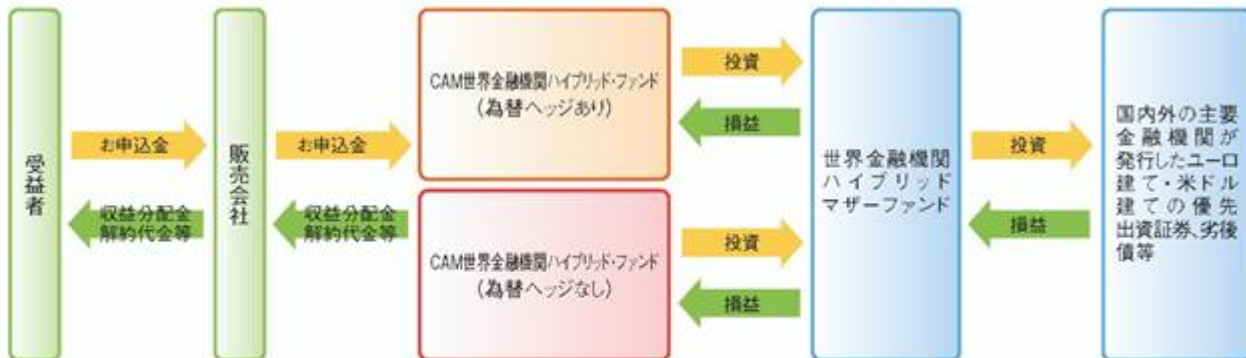 受益者
お申込金
収益分配金
解約代金等
販売会社
お申込金
収益分配金
解約代金等
CAM世界金融機関ハイブリッド・ファンド
(為替ヘッジあり)
CAM世界金融機関ハイブリッド・ファンド
(為替ヘッジなし)
投資
損益
投資
損益
世界金融機関
ハイブリッド
マザーファンド
投資
損益
国内外の主要
金融機関が
発行したユーロ
建て・米ドル
建ての優先
出資証券、劣後
債等